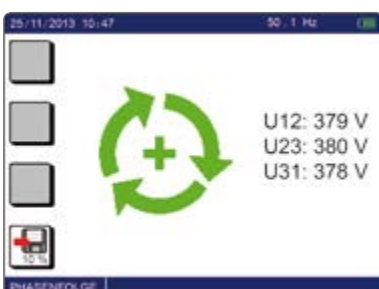 25/11/2013 10:47 50.1 Hz
U12: 379 V
U23: 380 V
U31: 378 V
10 %
PHASENFOLGE